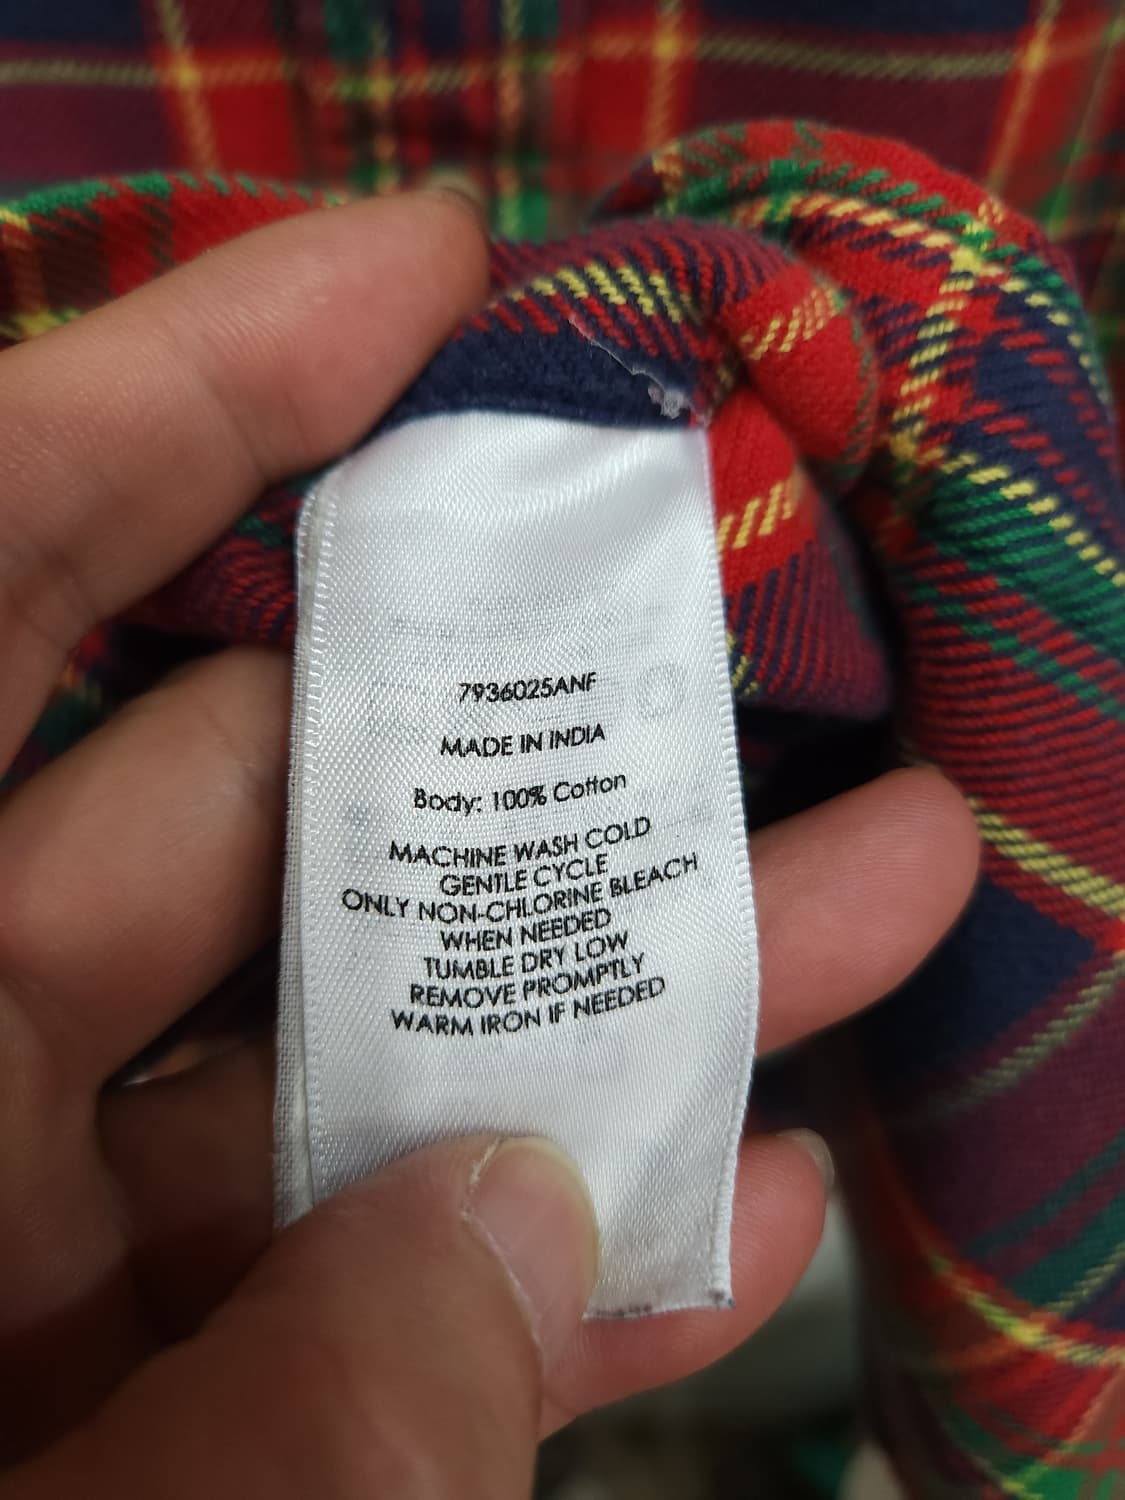 7936025ANF
MADE IN INDIA
Body: 100% Cotton
MACHINE WASH COLD
GENTLE CYCLE
ONLY NON-CHLORINE BLEACH
WHEN NEEDED
TUMBLE DRY LOW
REMOVE PROMPTLY
WARM IRON IF NEEDED